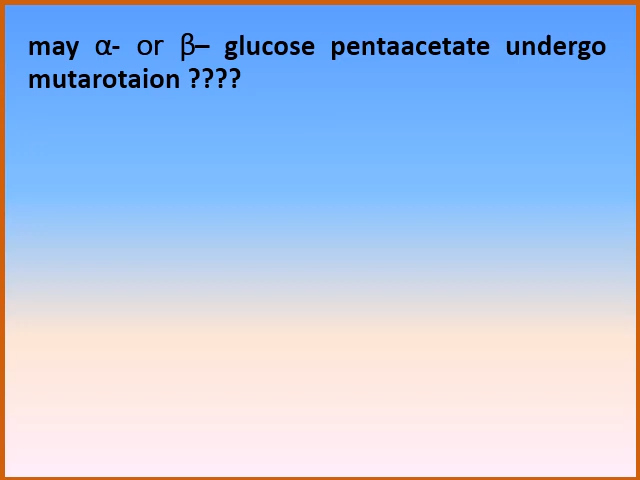 may α- or β– glucose pentaacetate undergo
mutarotaion ????